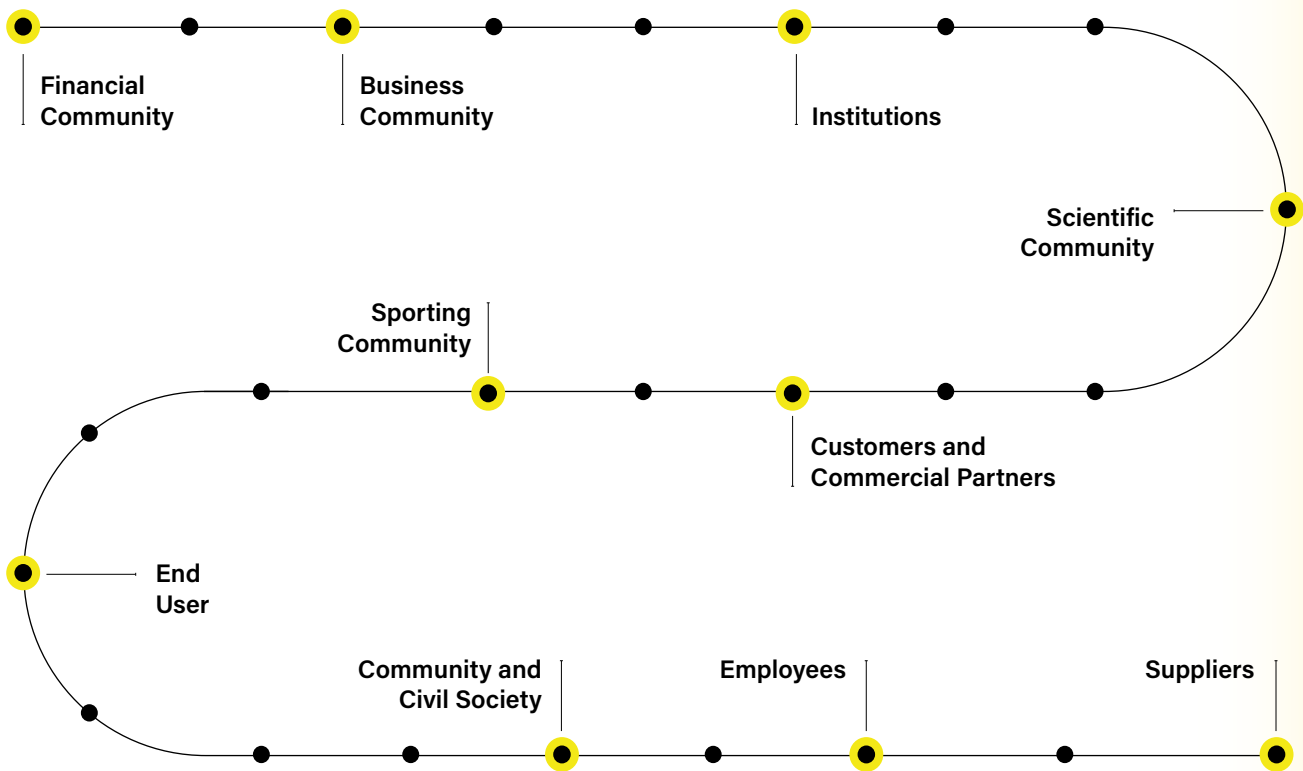 Financial
Community
Business
Community
Institutions
Scientific
Community
Sporting
Community
Customers and
Commercial Partners
End
User
Community and
Civil Society
Employees
Suppliers